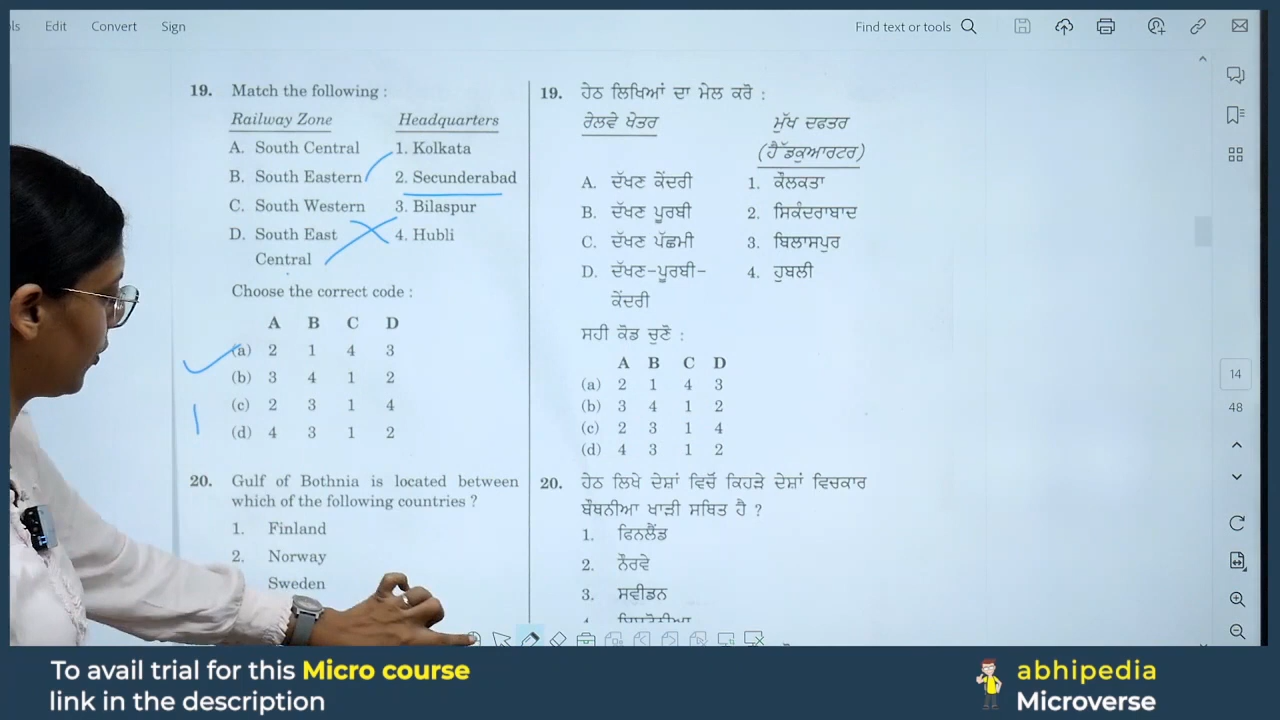 ols Edit Convert Sign Find text or tools
19. Match the following :
Railway Zone Headquarters
A. South Central 1. Kolkata
B. South Eastern 2. Secunderabad
C. South Western 3. Bilaspur
D. South East 4. Hubli
Central
Choose the correct code :
A B C D
(a) 2 1 4 3
(b) 3 4 1 2
(c) 2 3 1 4
(d) 4 3 1 2
20. Gulf of Bothnia is located between
which of the following countries ?
1. Finland
2. Norway
Sweden
19. ਹੇਠ ਲਿਖਿਆਂ ਦਾ ਮੇਲ ਕਰੋ :
ਰੇਲਵੇ ਖੇਤਰ ਮੁੱਖ ਦਫਤਰ
(ਹੈੱਡਕੁਆਰਟਰ)
A. ਦੱਖਣ ਕੇਂਦਰੀ 1. ਕੌਲਕਤਾ
B. ਦੱਖਣ ਪੂਰਬੀ 2. ਸਿਕੰਦਰਾਬਾਦ
C. ਦੱਖਣ ਪੱਛਮੀ 3. ਬਿਲਾਸਪੁਰ
D. ਦੱਖਣ-ਪੂਰਬੀ- 4. ਹੁਬਲੀ
ਕੇਂਦਰੀ
ਸਹੀ ਕੋਡ ਚੁਣੋ :
A B C D
(a) 2 1 4 3
(b) 3 4 1 2
(c) 2 3 1 4
(d) 4 3 1 2
20. ਹੇਠ ਲਿਖੇ ਦੇਸ਼ਾਂ ਵਿਚੋਂ ਕਿਹੜੇ ਦੇਸ਼ਾਂ ਵਿਚਕਾਰ
ਬੌਥਨੀਆ ਖਾੜੀ ਸਥਿਤ ਹੈ ?
1. ਫਿਨਲੈਂਡ
2. ਨੌਰਵੇ
3. ਸਵੀਡਨ
14
48
To avail trial for this Micro course
link in the description
abhipedia
Microverse